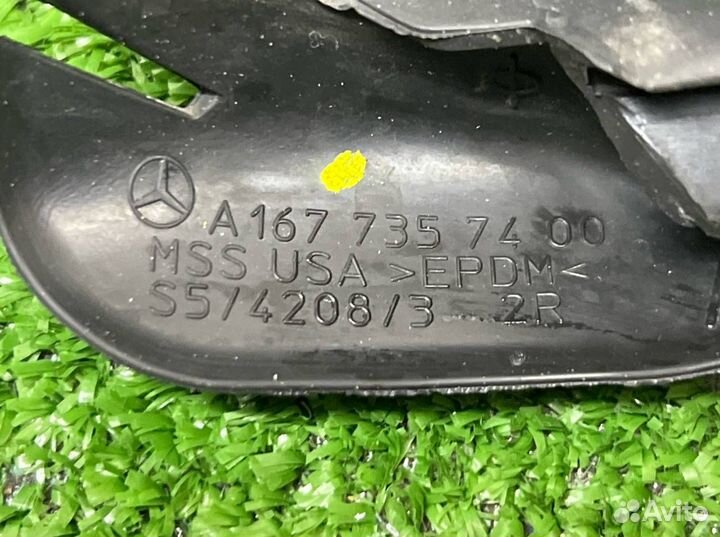 A 167 735 74 00
MSS USA >EPDM<
S5/4208/3 2R
Avito